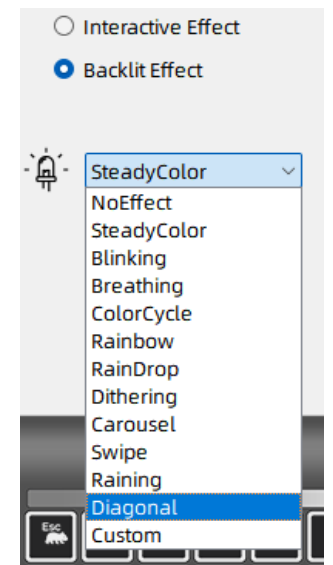 Interactive Effect
Backlit Effect
SteadyColor
NoEffect
SteadyColor
Blinking
Breathing
ColorCycle
Rainbow
RainDrop
Dithering
Carousel
Swipe
Raining
Diagonal
Custom
Esc